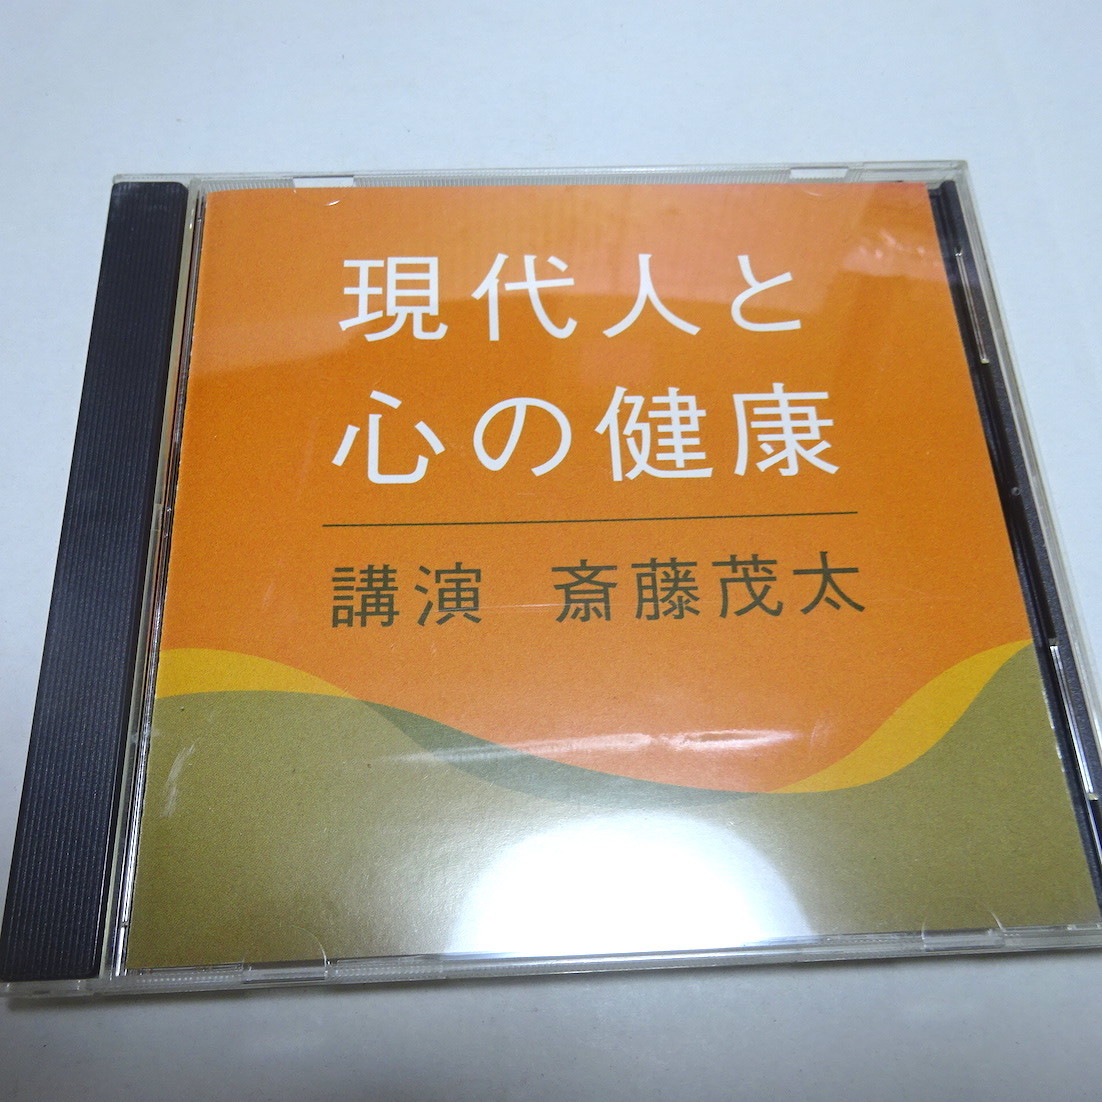 現代人と
心の健康
講演 斎藤茂太